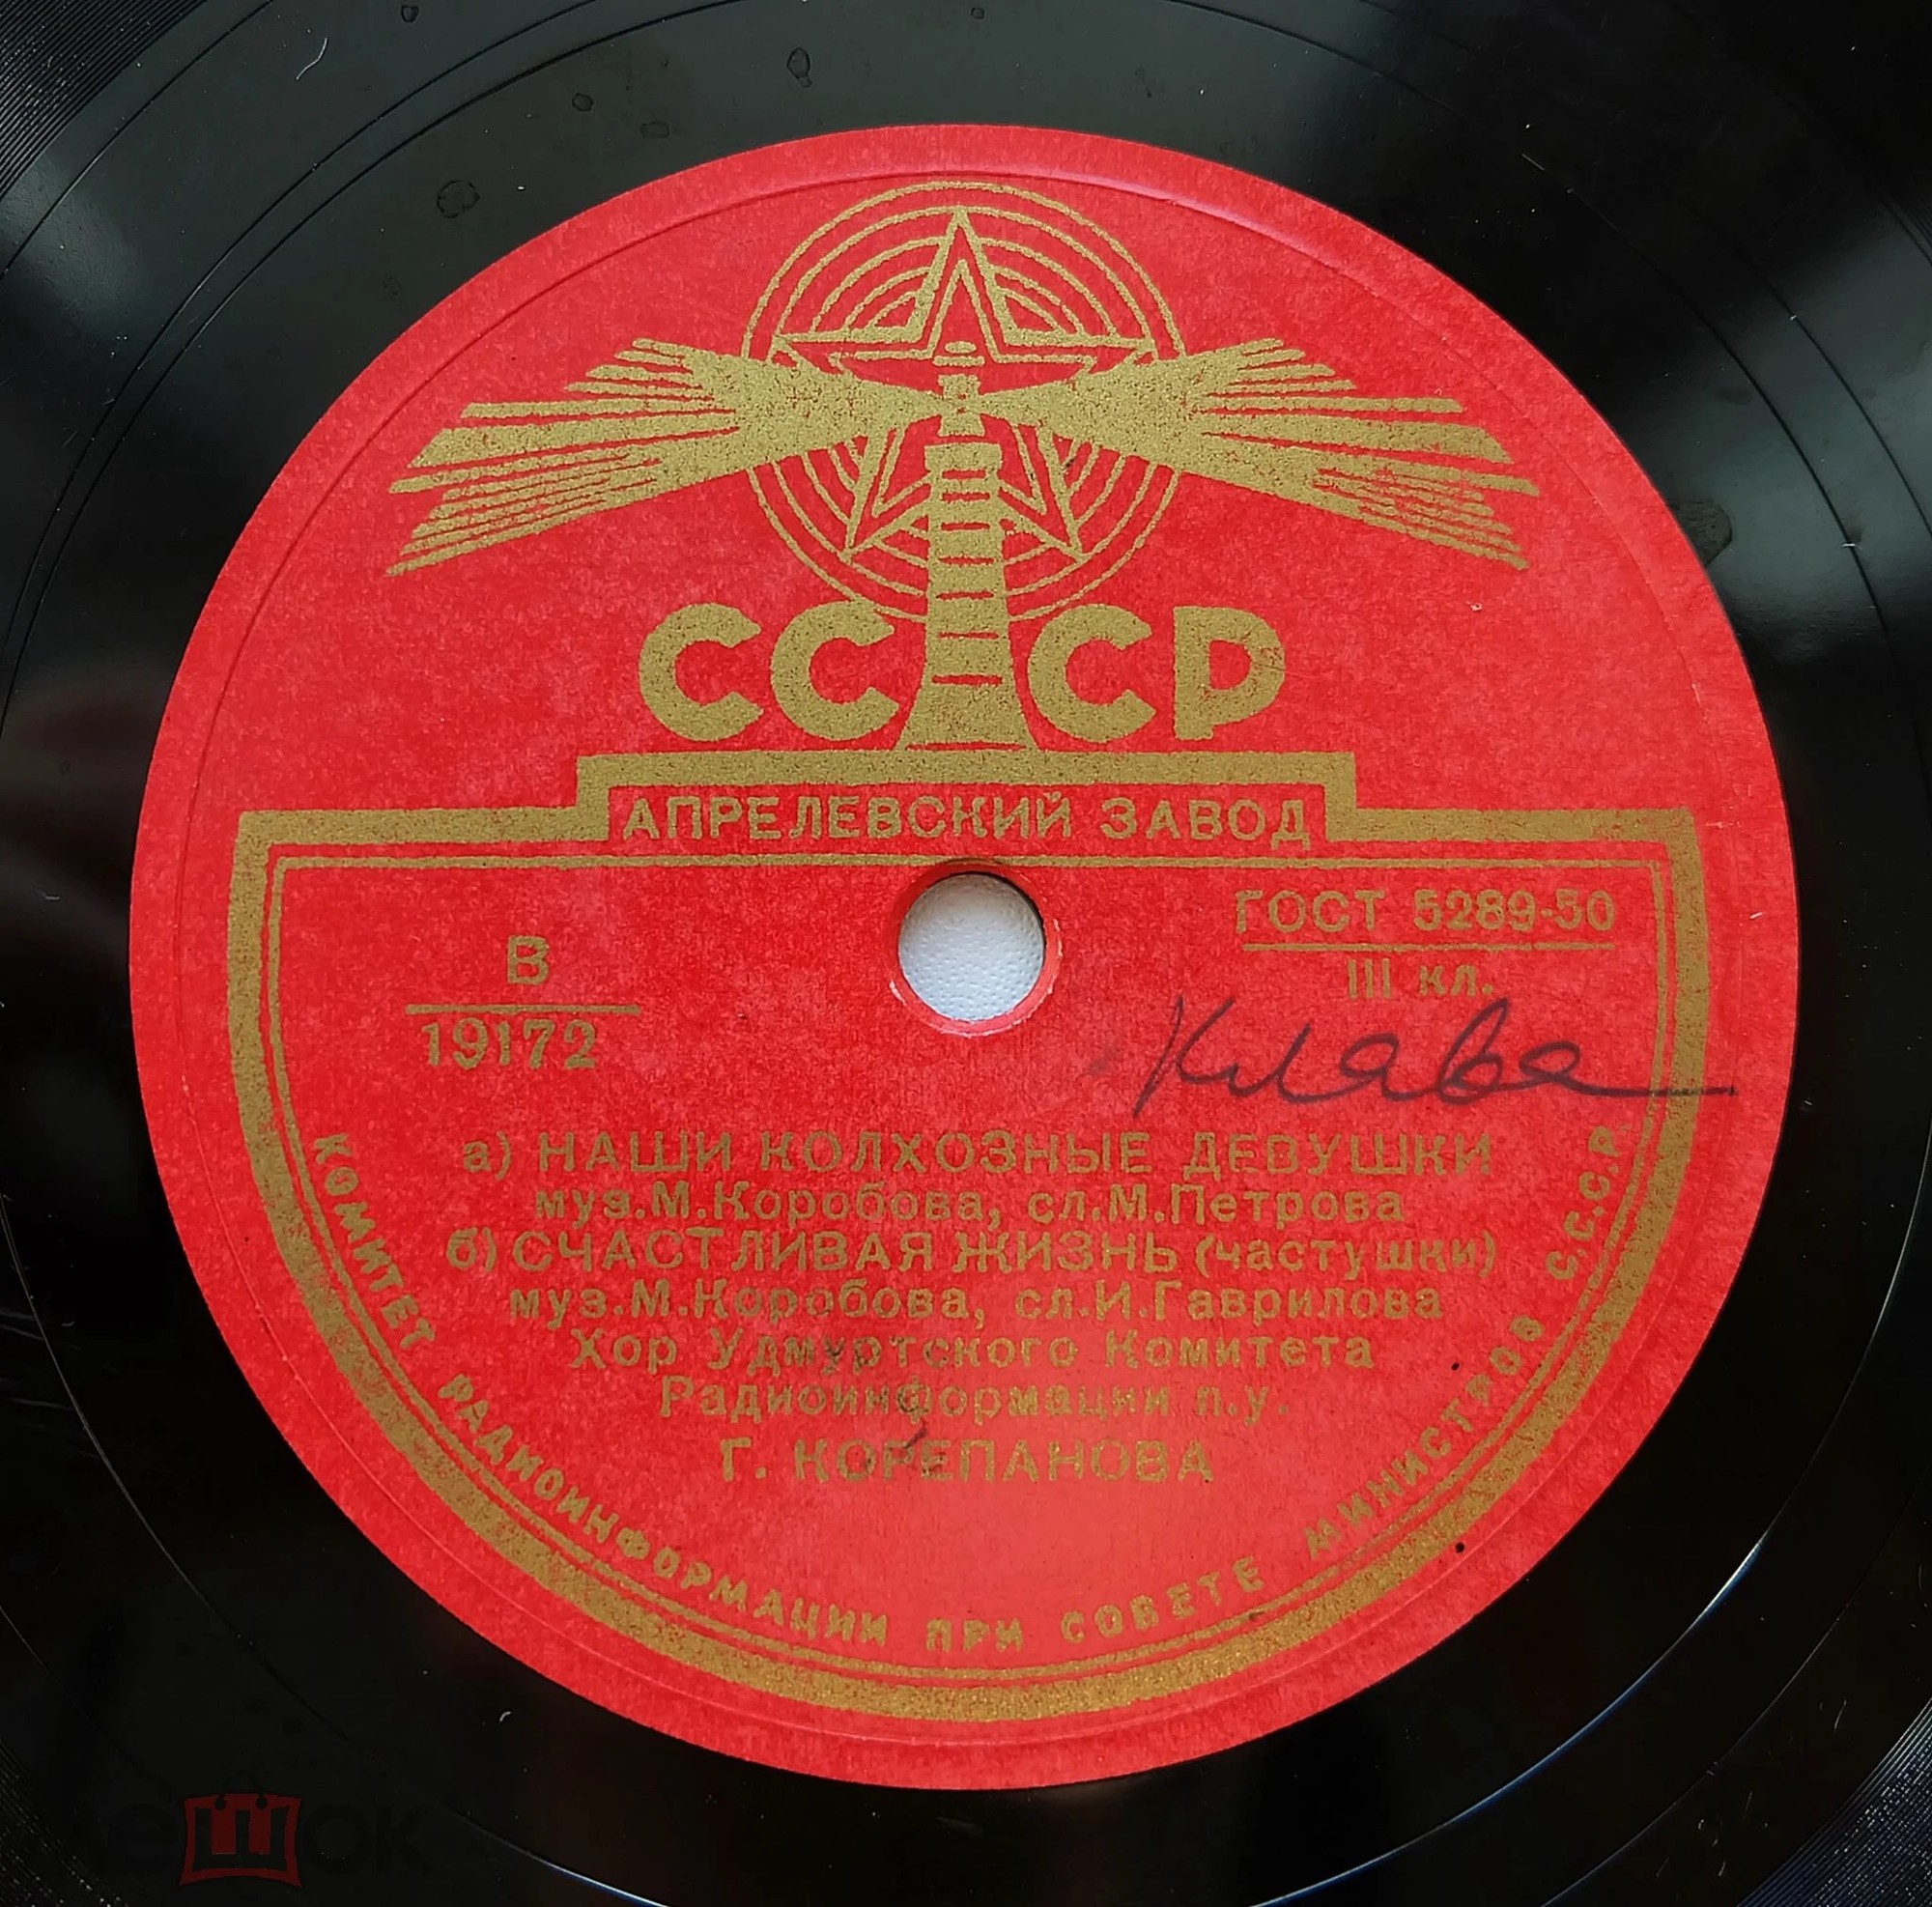 СССР
АПРЕЛЕВСКИЙ ЗАВОД
ГОСТ 5289-50
III кл.
В
19172
Клава
а) НАШИ КОЛХОЗНЫЕ ДЕВУШКИ
муз.М.Коробова, сл.М.Петрова
б) СЧАСТЛИВАЯ ЖИЗНЬ (частушки)
муз.М.Коробова, сл.И.Гаврилова
Хор Удмуртского Комитета
Радиоинформации п.у.
Г. КОРЕПАНОВА
КОМИТЕТ РАДИОИНФОРМАЦИИ ПРИ СОВЕТЕ МИНИСТРОВ С.С.С.Р.
мешок